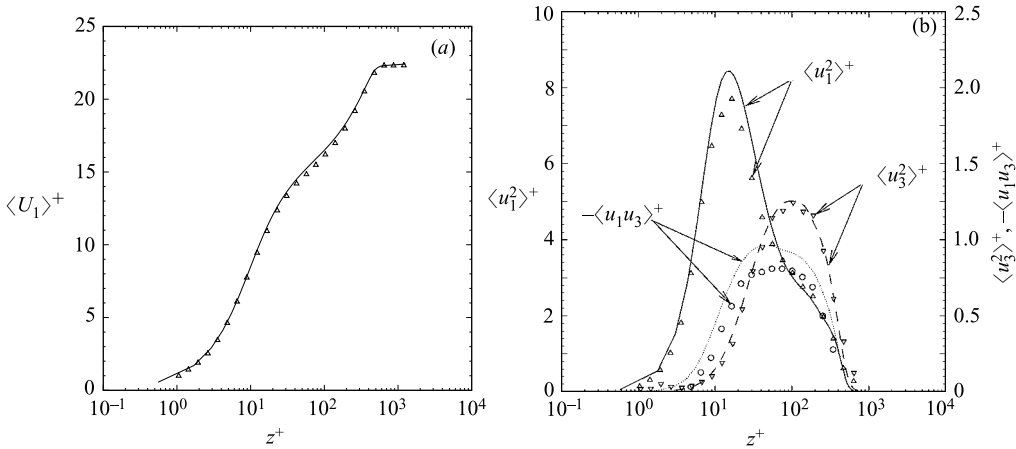 (a)
25
20
15
10
5
0
⟨U₁⟩⁺
10⁻¹ 10⁰ 10¹ 10² 10³ 10⁴
z⁺
(b)
10
8
6
4
2
0
⟨u₁²⟩⁺
2.5
2.0
1.5
1.0
0.5
0
⟨u₃²⟩⁺, −⟨u₁u₃⟩⁺
⟨u₁²⟩⁺
⟨u₃²⟩⁺
−⟨u₁u₃⟩⁺
10⁻¹ 10⁰ 10¹ 10² 10³ 10⁴
z⁺